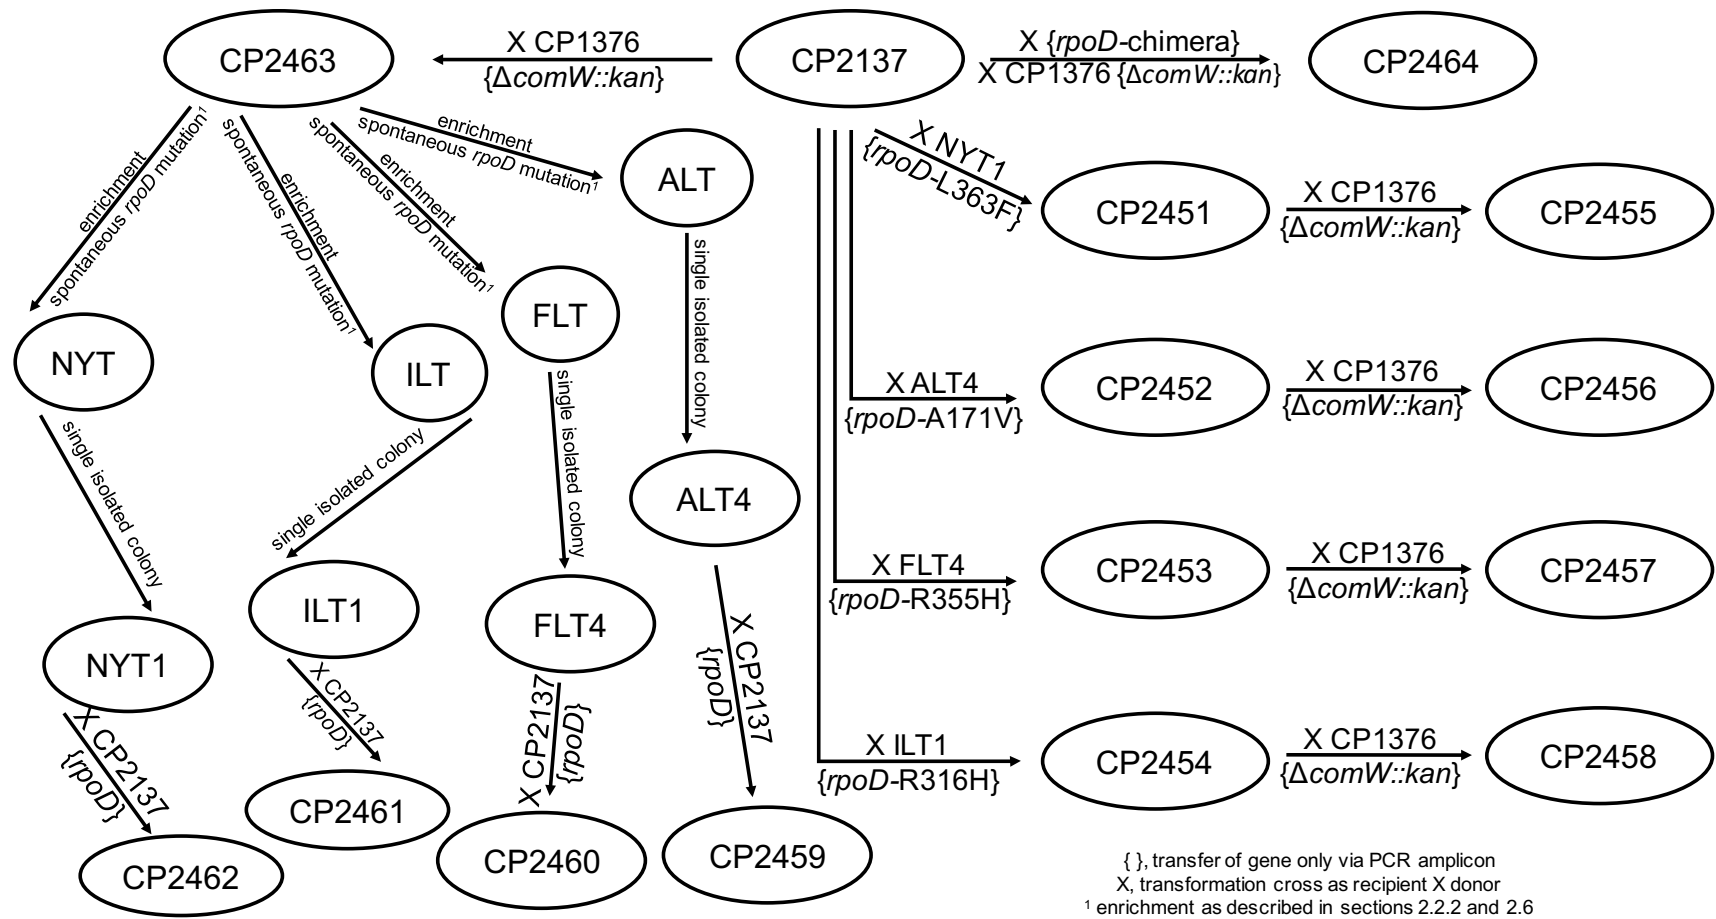 CP2463
X CP1376
{ΔcomW::kan}
CP2137
X {rpoD-chimera}
X CP1376 {ΔcomW::kan}
CP2464
enrichment
spontaneous rpoD mutation¹
enrichment
spontaneous rpoD mutation¹
enrichment
spontaneous rpoD mutation¹
enrichment
spontaneous rpoD mutation¹
ALT
X NYT1
{rpoD-L363F}
CP2451
X CP1376
{ΔcomW::kan}
CP2455
NYT
ILT
FLT
single isolated colony
single isolated colony
single isolated colony
single isolated colony
X ALT4
{rpoD-A171V}
CP2452
X CP1376
{ΔcomW::kan}
CP2456
ALT4
X FLT4
{rpoD-R355H}
CP2453
X CP1376
{ΔcomW::kan}
CP2457
NYT1
ILT1
FLT4
X CP2137
{rpoD}
X CP2137
{rpoD}
X CP2137
{rpoD}
X CP2137
{rpoD}
X ILT1
{rpoD-R316H}
CP2454
X CP1376
{ΔcomW::kan}
CP2458
CP2462
CP2461
CP2460
CP2459
{ }, transfer of gene only via PCR amplicon
X, transformation cross as recipient X donor
¹ enrichment as described in sections 2.2.2 and 2.6